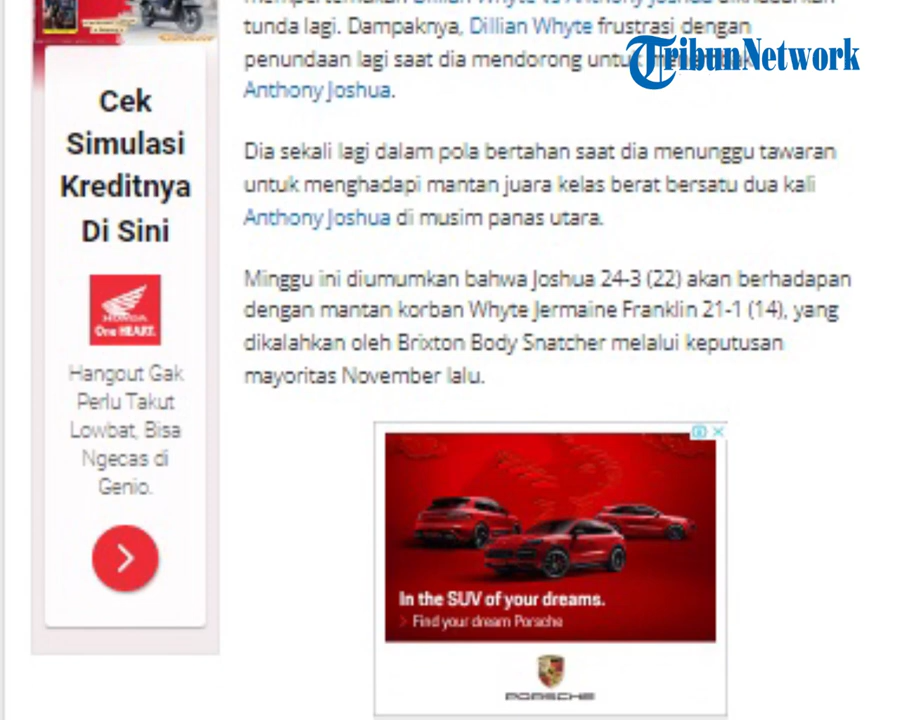 Cek
Simulasi
Kreditnya
Di Sini
HONDA
One HEART.
Hangout Gak
Perlu Takut
Lowbat, Bisa
Ngecas di
Genio.
Dillian Whyte vs Anthony Joshua
tunda lagi. Dampaknya, Dillian Whyte frustrasi dengan
penundaan lagi saat dia mendorong untuk
Anthony Joshua.
TribunNetwork
Dia sekali lagi dalam pola bertahan saat dia menunggu tawaran
untuk menghadapi mantan juara kelas berat bersatu dua kali
Anthony Joshua di musim panas utara.
Minggu ini diumumkan bahwa Joshua 24-3 (22) akan berhadapan
dengan mantan korban Whyte Jermaine Franklin 21-1 (14), yang
dikalahkan oleh Brixton Body Snatcher melalui keputusan
mayoritas November lalu.
In the SUV of your dreams.
> Find your dream Porsche
PORSCHE